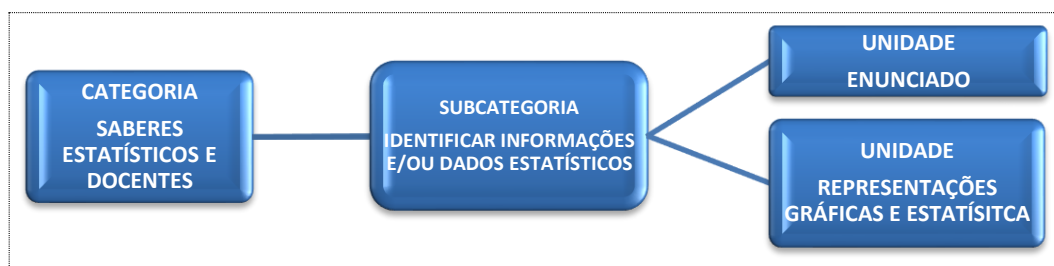 CATEGORIA
SABERES
ESTATÍSTICOS E
DOCENTES
SUBCATEGORIA
IDENTIFICAR INFORMAÇÕES
E/OU DADOS ESTATÍSTICOS
UNIDADE
ENUNCIADO
UNIDADE
REPRESENTAÇÕES
GRÁFICAS E ESTATÍSITCA